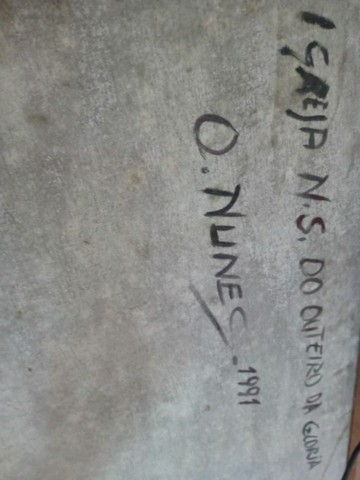 IGREJA N.S. DO OUTEIRO DA GLORIA
O. NUNES - 1991